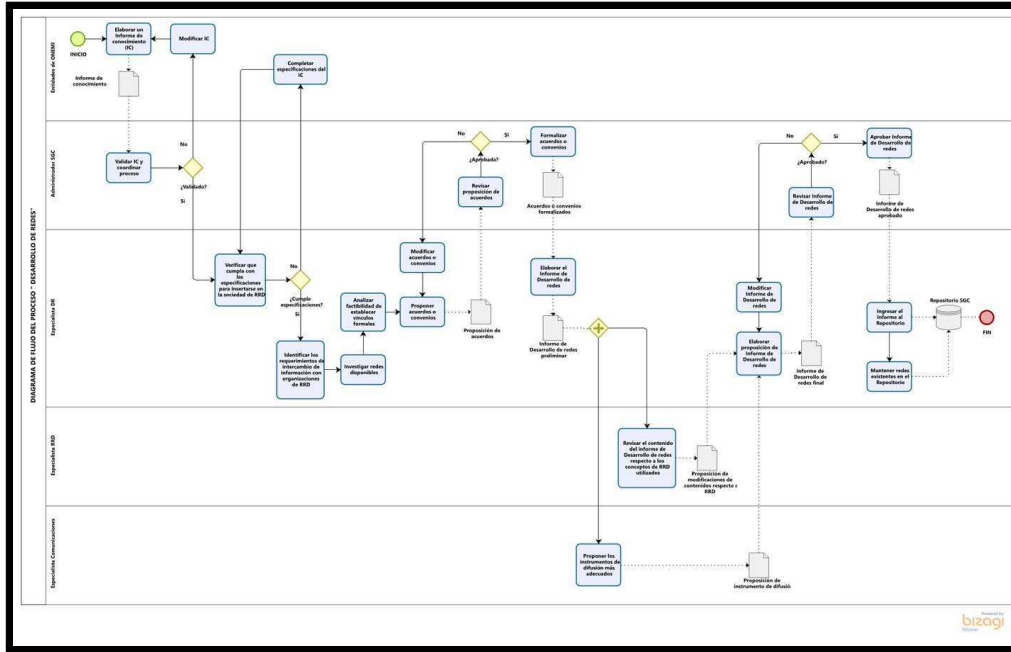 DIAGRAMA DE FLUJO DEL PROCESO " DESARROLLO DE REDES"
Entidades de ONEMI
INICIO
Elaborar un
Informe de
conocimiento
(IC)
Modificar IC
Informe de
conocimiento
Completar
especificaciones del
IC
Administrador SGC
Validar IC y
coordinar
proceso
No
¿Validado?
Si
No
¿Aprobada?
Si
Revisar
proposición de
acuerdos
Formalizar
acuerdos o
convenios
Acuerdos o convenios
formalizados
No
¿Aprobado?
Si
Revisar Informe
de Desarrollo de
redes
Aprobar Informe
de Desarrollo de
redes
Informe de
Desarrollo de redes
aprobado
Especialista DR
Verificar que
cumpla con
las
especificaciones
para insertarse en
la sociedad de RRD
No
¿Cumple
especificaciones?
Si
Identificar los
requerimientos de
intercambio de
información con
organizaciones
de RRD
Investigar redes
disponibles
Analizar
factibilidad de
establecer
vínculos
formales
Modificar
acuerdos o
convenios
Proponer
acuerdos o
convenios
Proposición de
acuerdos
Elaborar el
Informe de
Desarrollo de
redes
Informe de
Desarrollo de redes
preliminar
Modificar
informe de
Desarrollo de
redes
Elaborar
proposición de
Informe de
Desarrollo de
redes
Informe de
Desarrollo de
redes final
Ingresar el
informe al
Repositorio
Repositorio SGC
FIN
Mantener redes
existentes en el
Repositorio
Especialista RRD
Revisar el contenido
del informe de
Desarrollo de redes
respecto a los
conceptos de RRD
utilizados
Proposición de
modificaciones de
contenidos respecto a
RRD
Especialista Comunicaciones
Proponer los
instrumentos de
difusión más
adecuados
Proposición de
instrumento de difusió
Powered by
bizagi
Modeler